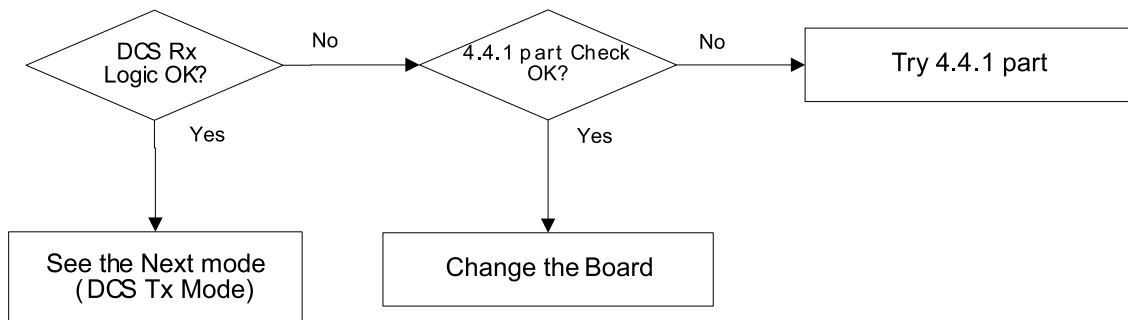 DCS Rx
Logic OK?
No
4.4.1 part Check
OK?
No
Try 4.4.1 part
Yes
Yes
See the Next mode
(DCS Tx Mode)
Change the Board